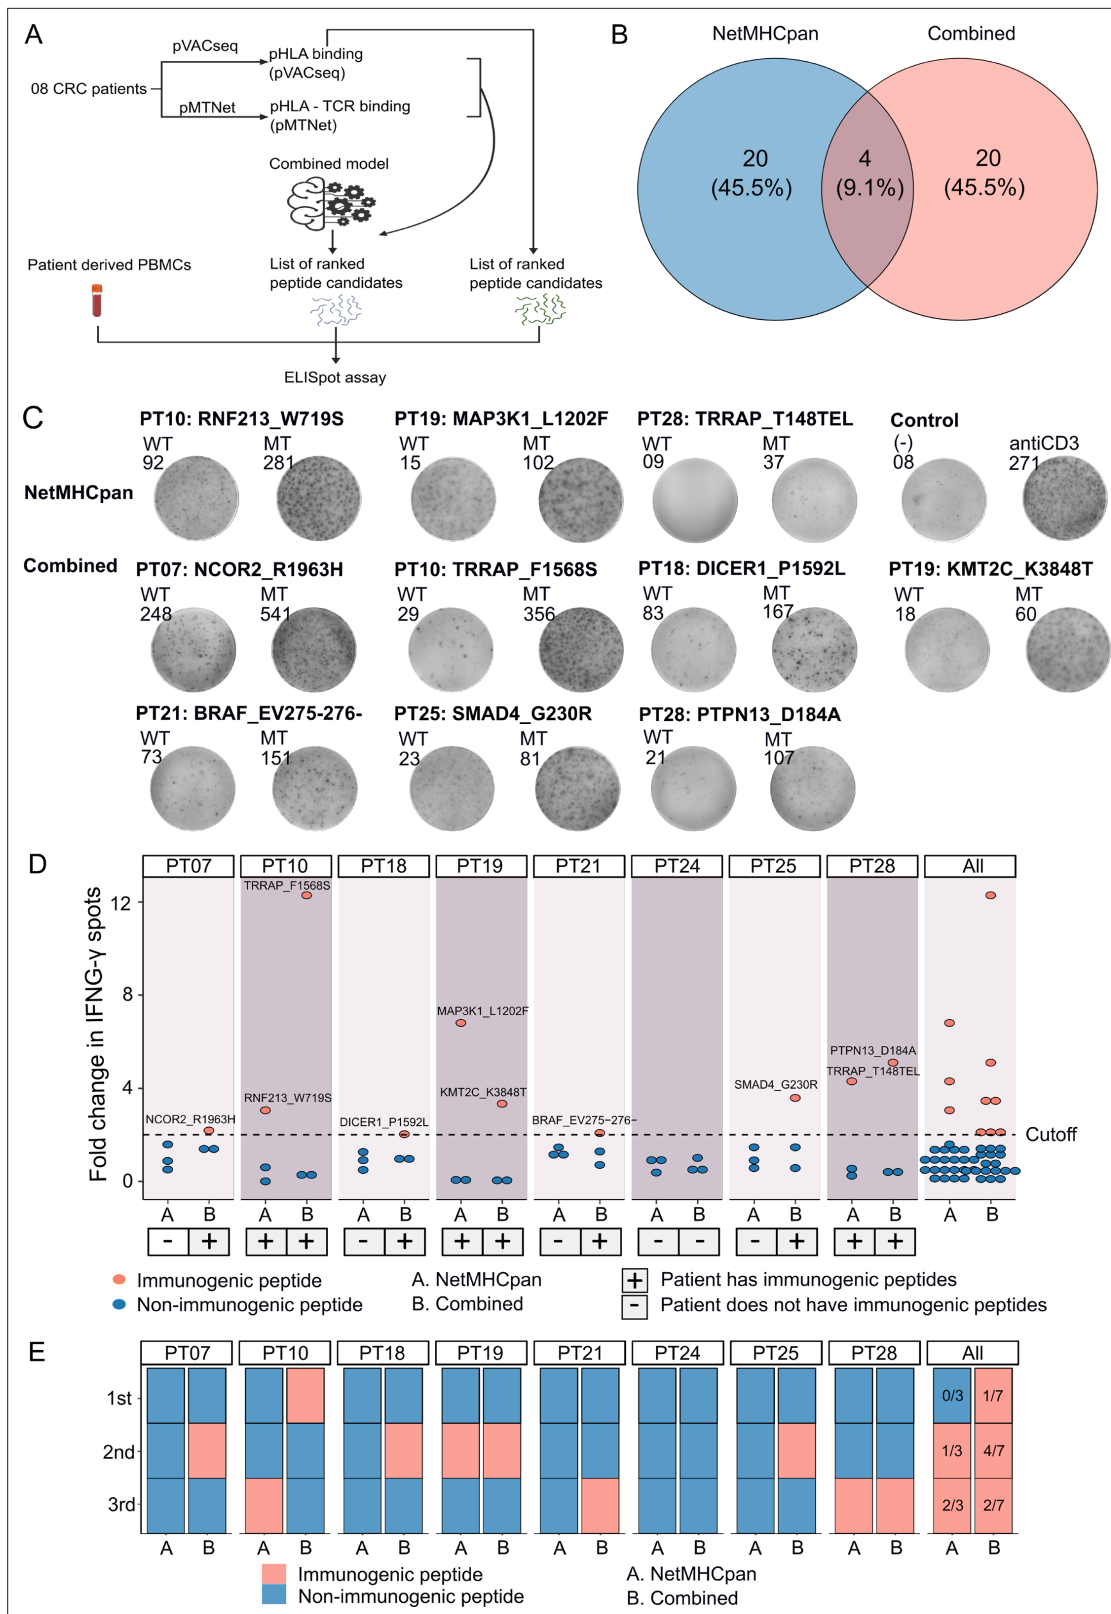 A
pVACseq
pHLA binding
(pVACseq)
08 CRC patients
pMTNet
pHLA - TCR binding
(pMTNet)
Combined model
Patient derived PBMCs
List of ranked
peptide candidates
List of ranked
peptide candidates
ELISpot assay
B
NetMHCpan
Combined
20
(45.5%)
4
(9.1%)
20
(45.5%)
C
NetMHCpan
PT10: RNF213_W719S
WT
92
MT
281
PT19: MAP3K1_L1202F
WT
15
MT
102
PT28: TRRAP_T148TEL
WT
09
MT
37
Control
(-)
08
antiCD3
271
Combined
PT07: NCOR2_R1963H
WT
248
MT
541
PT10: TRRAP_F1568S
WT
29
MT
356
PT18: DICER1_P1592L
WT
83
MT
167
PT19: KMT2C_K3848T
WT
18
MT
60
PT21: BRAF_EV275-276-
WT
73
MT
151
PT25: SMAD4_G230R
WT
23
MT
81
PT28: PTPN13_D184A
WT
21
MT
107
D
PT07 PT10 PT18 PT19 PT21 PT24 PT25 PT28 All
Fold change in IFNG-γ spots
12
8
4
0
TRRAP_F1568S
MAP3K1_L1202F
PTPN13_D184A
TRRAP_T148TEL
SMAD4_G230R
KMT2C_K3848T
RNF213_W719S
NCOR2_R1963H
DICER1_P1592L
BRAF_EV275−276−
Cutoff
A B A B A B A B A B A B A B A B A B
- + + + - + + + - + - - - + + +
Immunogenic peptide
Non-immunogenic peptide
A. NetMHCpan
B. Combined
+ Patient has immunogenic peptides
- Patient does not have immunogenic peptides
E
PT07 PT10 PT18 PT19 PT21 PT24 PT25 PT28 All
1st 0/3 1/7
2nd 1/3 4/7
3rd 2/3 2/7
A B A B A B A B A B A B A B A B A B
Immunogenic peptide
Non-immunogenic peptide
A. NetMHCpan
B. Combined